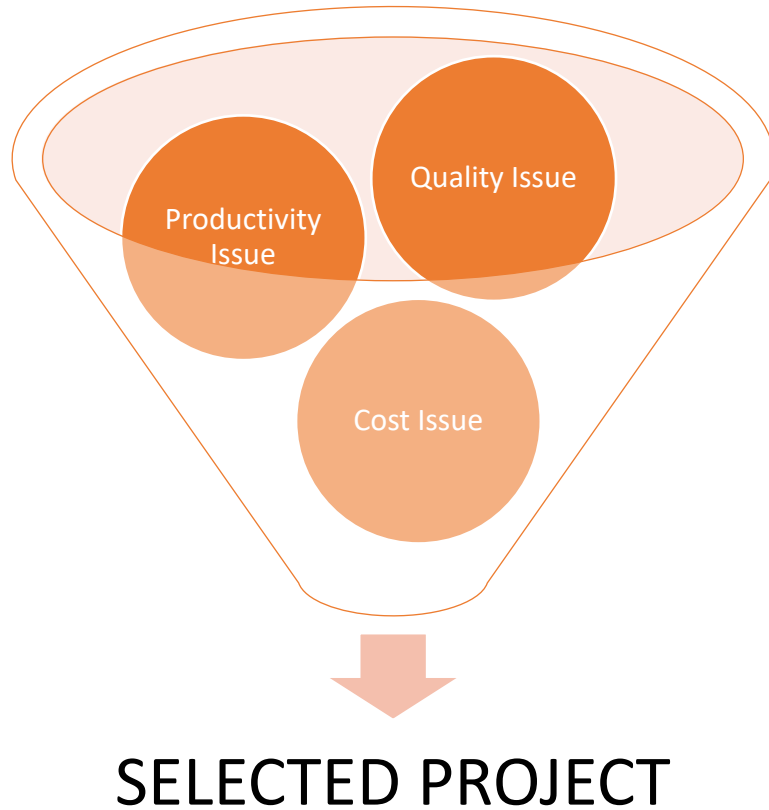 Quality Issue
Productivity
Issue
Cost Issue
SELECTED PROJECT